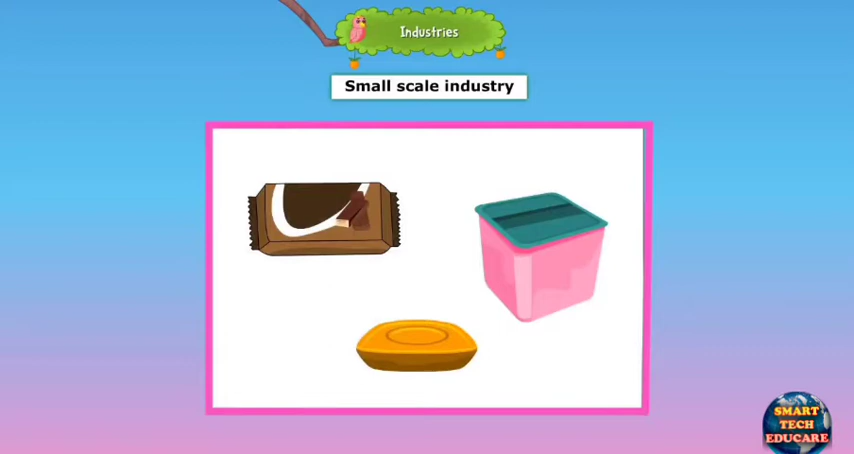 Industries
Small scale industry
SMART
TECH
EDUCARE